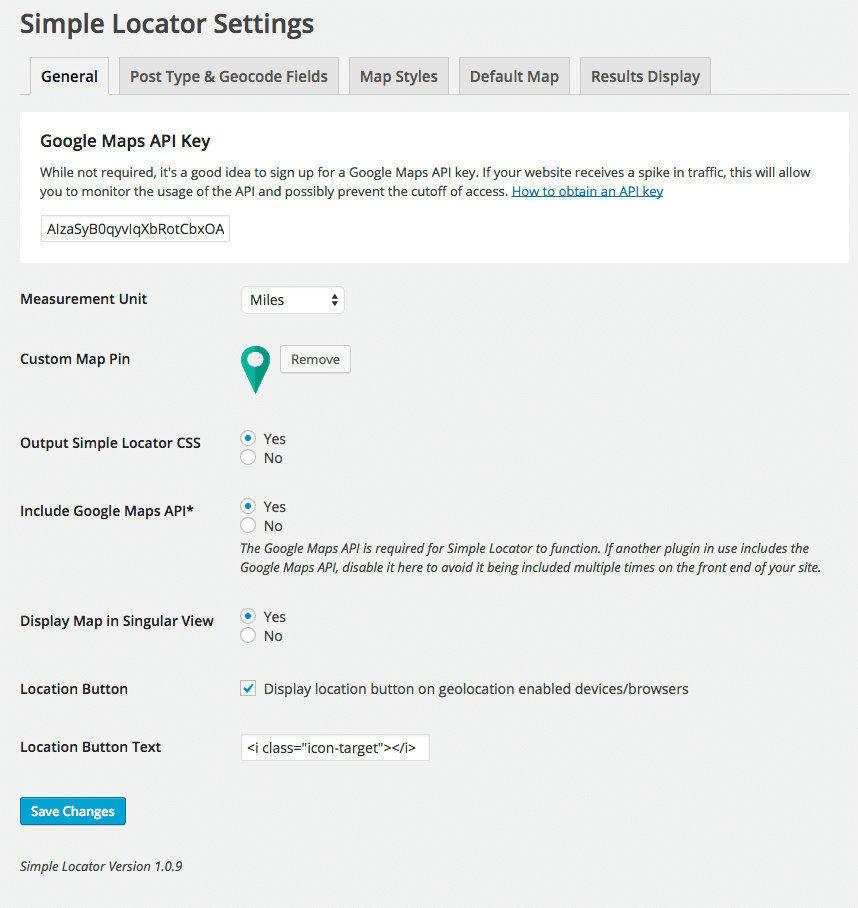 Simple Locator Settings
General
Post Type & Geocode Fields
Map Styles
Default Map
Results Display
Google Maps API Key
While not required, it's a good idea to sign up for a Google Maps API key. If your website receives a spike in traffic, this will allow
you to monitor the usage of the API and possibly prevent the cutoff of access. How to obtain an API key
AIzaSyB0qyvIqXbRotCbxOA
Measurement Unit
Miles
Custom Map Pin
Remove
Output Simple Locator CSS
Yes
No
Include Google Maps API*
Yes
No
The Google Maps API is required for Simple Locator to function. If another plugin in use includes the
Google Maps API, disable it here to avoid it being included multiple times on the front end of your site.
Display Map in Singular View
Yes
No
Location Button
Display location button on geolocation enabled devices/browsers
Location Button Text
<i class="icon-target"></i>
Save Changes
Simple Locator Version 1.0.9